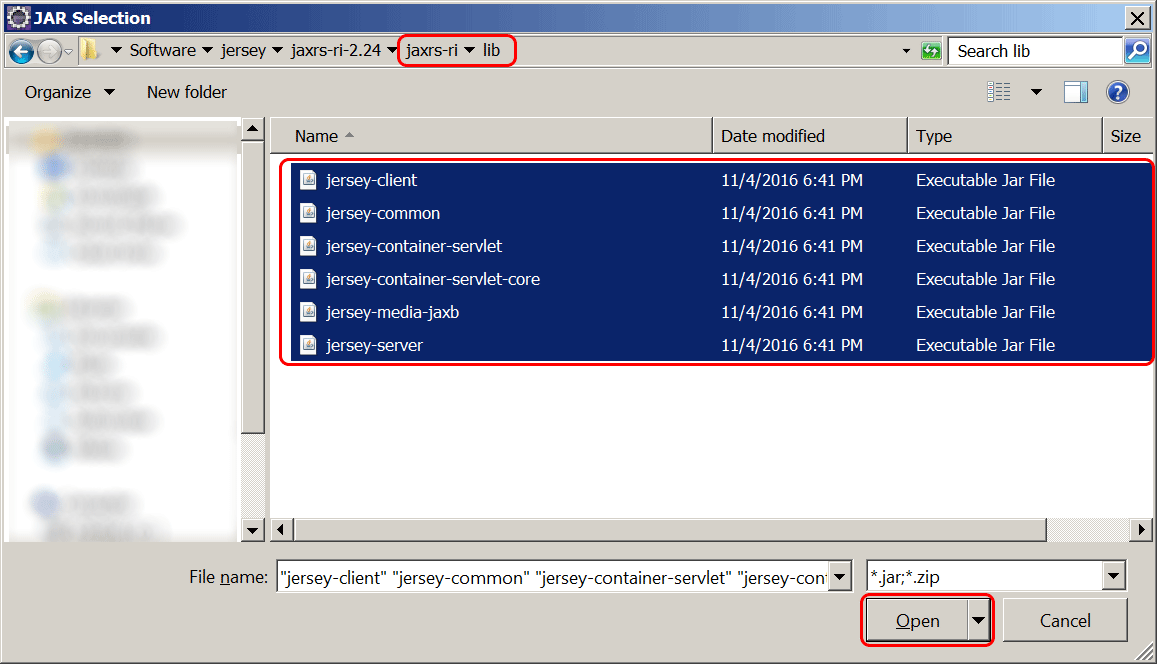 JAR Selection
Software jersey jaxrs-ri-2.24 jaxrs-ri lib Search lib
Organize New folder
Name Date modified Type Size
jersey-client 11/4/2016 6:41 PM Executable Jar File
jersey-common 11/4/2016 6:41 PM Executable Jar File
jersey-container-servlet 11/4/2016 6:41 PM Executable Jar File
jersey-container-servlet-core 11/4/2016 6:41 PM Executable Jar File
jersey-media-jaxb 11/4/2016 6:41 PM Executable Jar File
jersey-server 11/4/2016 6:41 PM Executable Jar File
File name: "jersey-client" "jersey-common" "jersey-container-servlet" "jersey-con *.jar;*.zip
Open Cancel